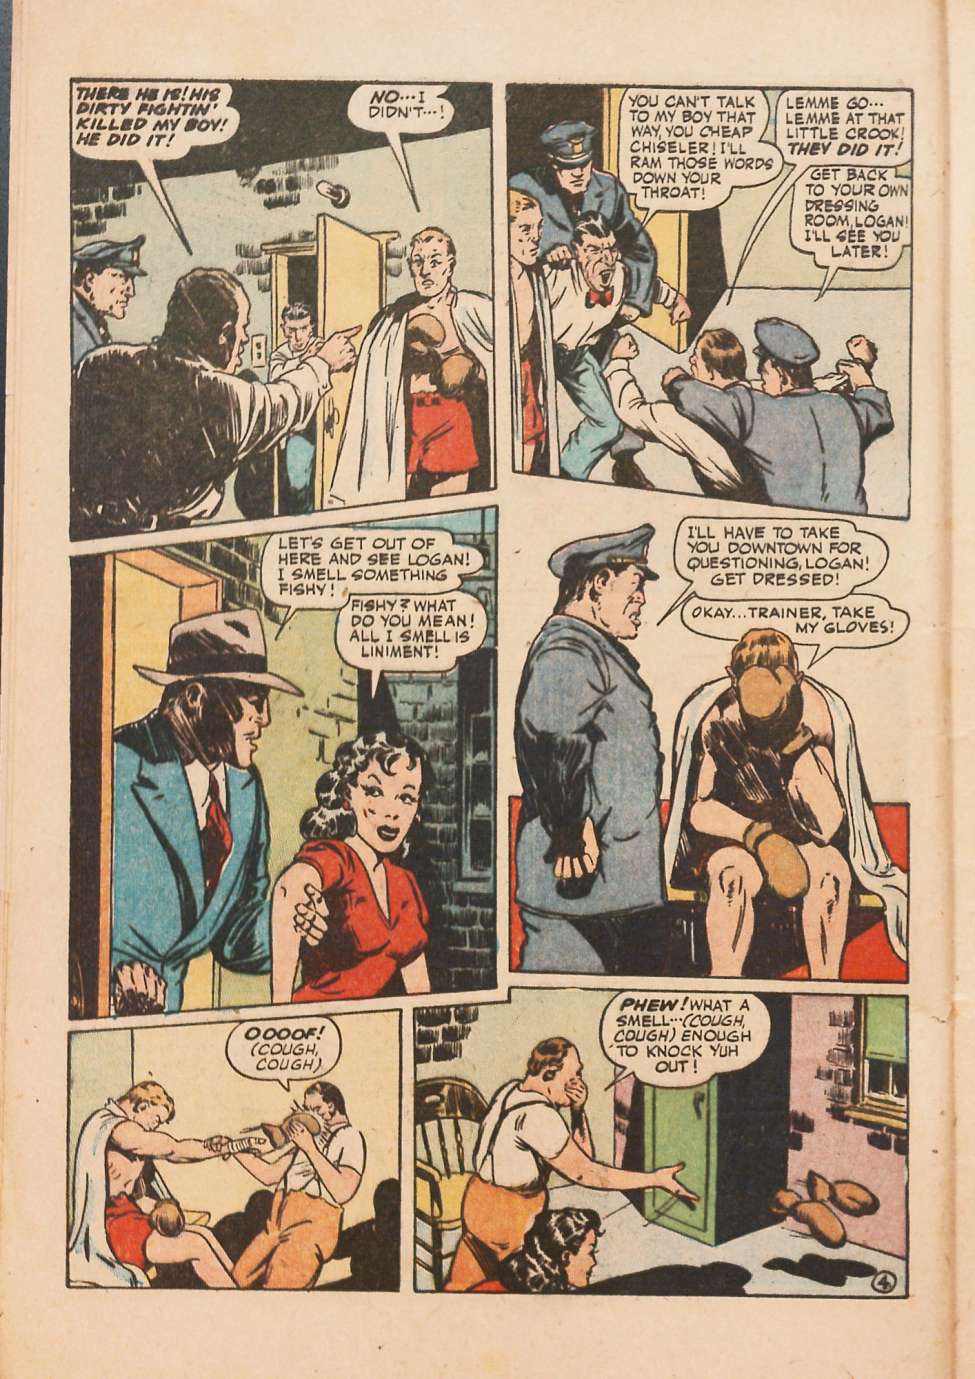 THERE HE IS! HIS
DIRTY FIGHTIN'
KILLED MY BOY!
HE DID IT!
NO...I
DIDN'T...!
YOU CAN'T TALK
TO MY BOY THAT
WAY, YOU CHEAP
CHISELER! I'LL
RAM THOSE WORDS
DOWN YOUR
THROAT!
LEMME GO...
LEMME AT THAT
LITTLE CROOK!
THEY DID IT!
GET BACK
TO YOUR OWN
DRESSING
ROOM, LOGAN!
I'LL SEE YOU
LATER!
LET'S GET OUT OF
HERE AND SEE LOGAN!
I SMELL SOMETHING
FISHY!
FISHY? WHAT
DO YOU MEAN!
ALL I SMELL IS
LINIMENT!
I'LL HAVE TO TAKE
YOU DOWNTOWN FOR
QUESTIONING, LOGAN!
GET DRESSED!
OKAY...TRAINER, TAKE
MY GLOVES!
OOOOF!
(COUGH,
COUGH)
PHEW! WHAT A
SMELL...(COUGH,
COUGH) ENOUGH
TO KNOCK YUH
OUT!
4